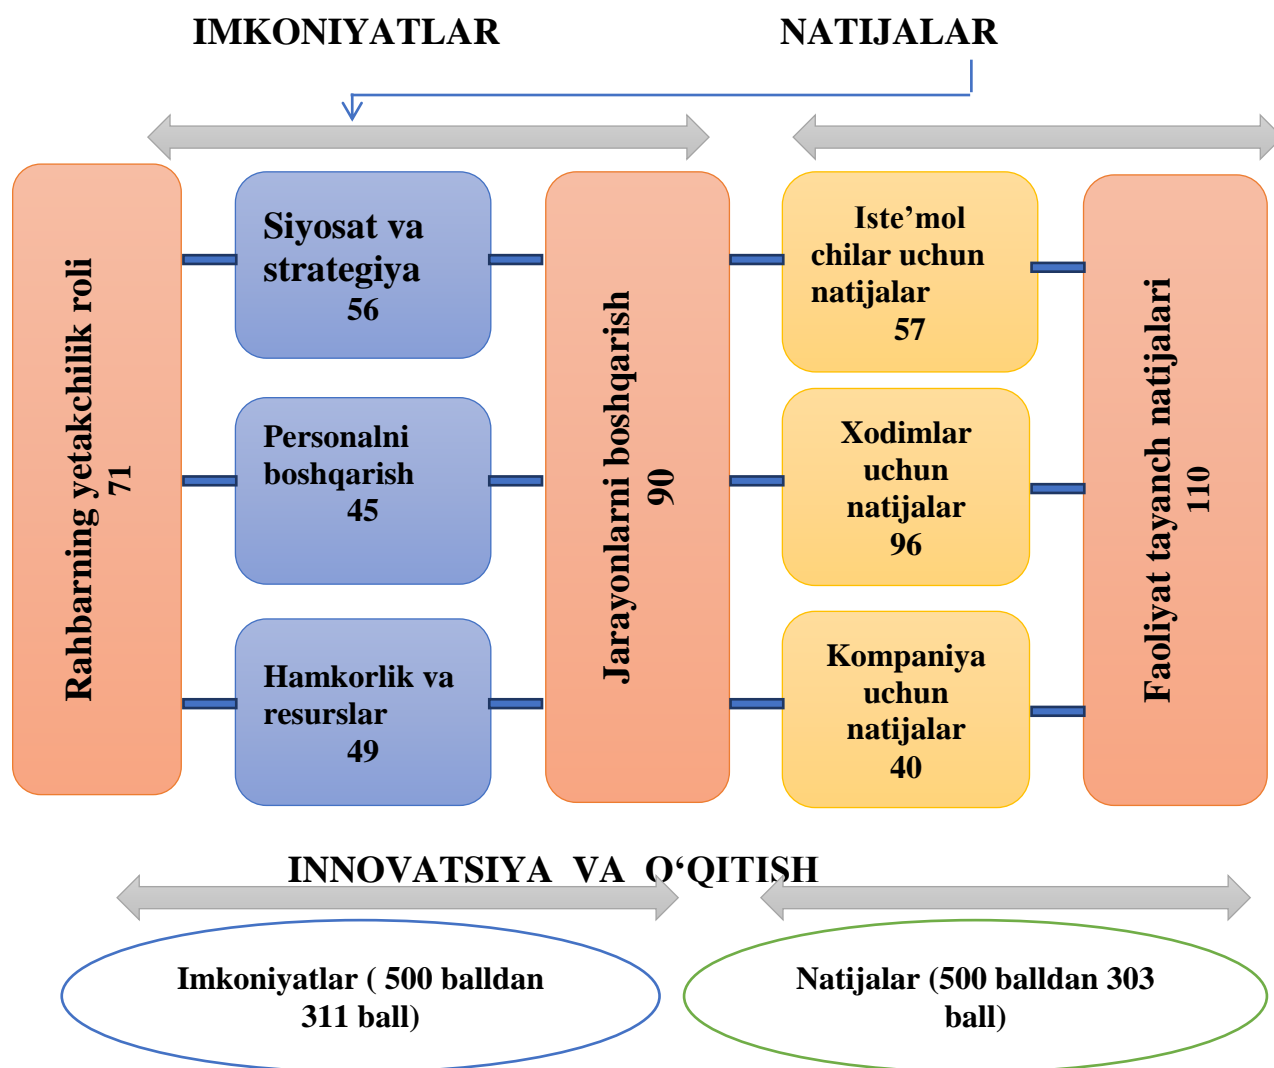 IMKONIYATLAR
NATIJALAR
Rahbarning yetakchilik roli
71
Siyosat va
strategiya
56
Personalni
boshqarish
45
Hamkorlik va
resurslar
49
Jarayonlarni boshqarish
90
Iste’mol
chilar uchun
natijalar
57
Xodimlar
uchun
natijalar
96
Kompaniya
uchun
natijalar
40
Faoliyat tayanch natijalari
110
INNOVATSIYA VA O‘QITISH
Imkoniyatlar ( 500 balldan
311 ball)
Natijalar (500 balldan 303
ball)